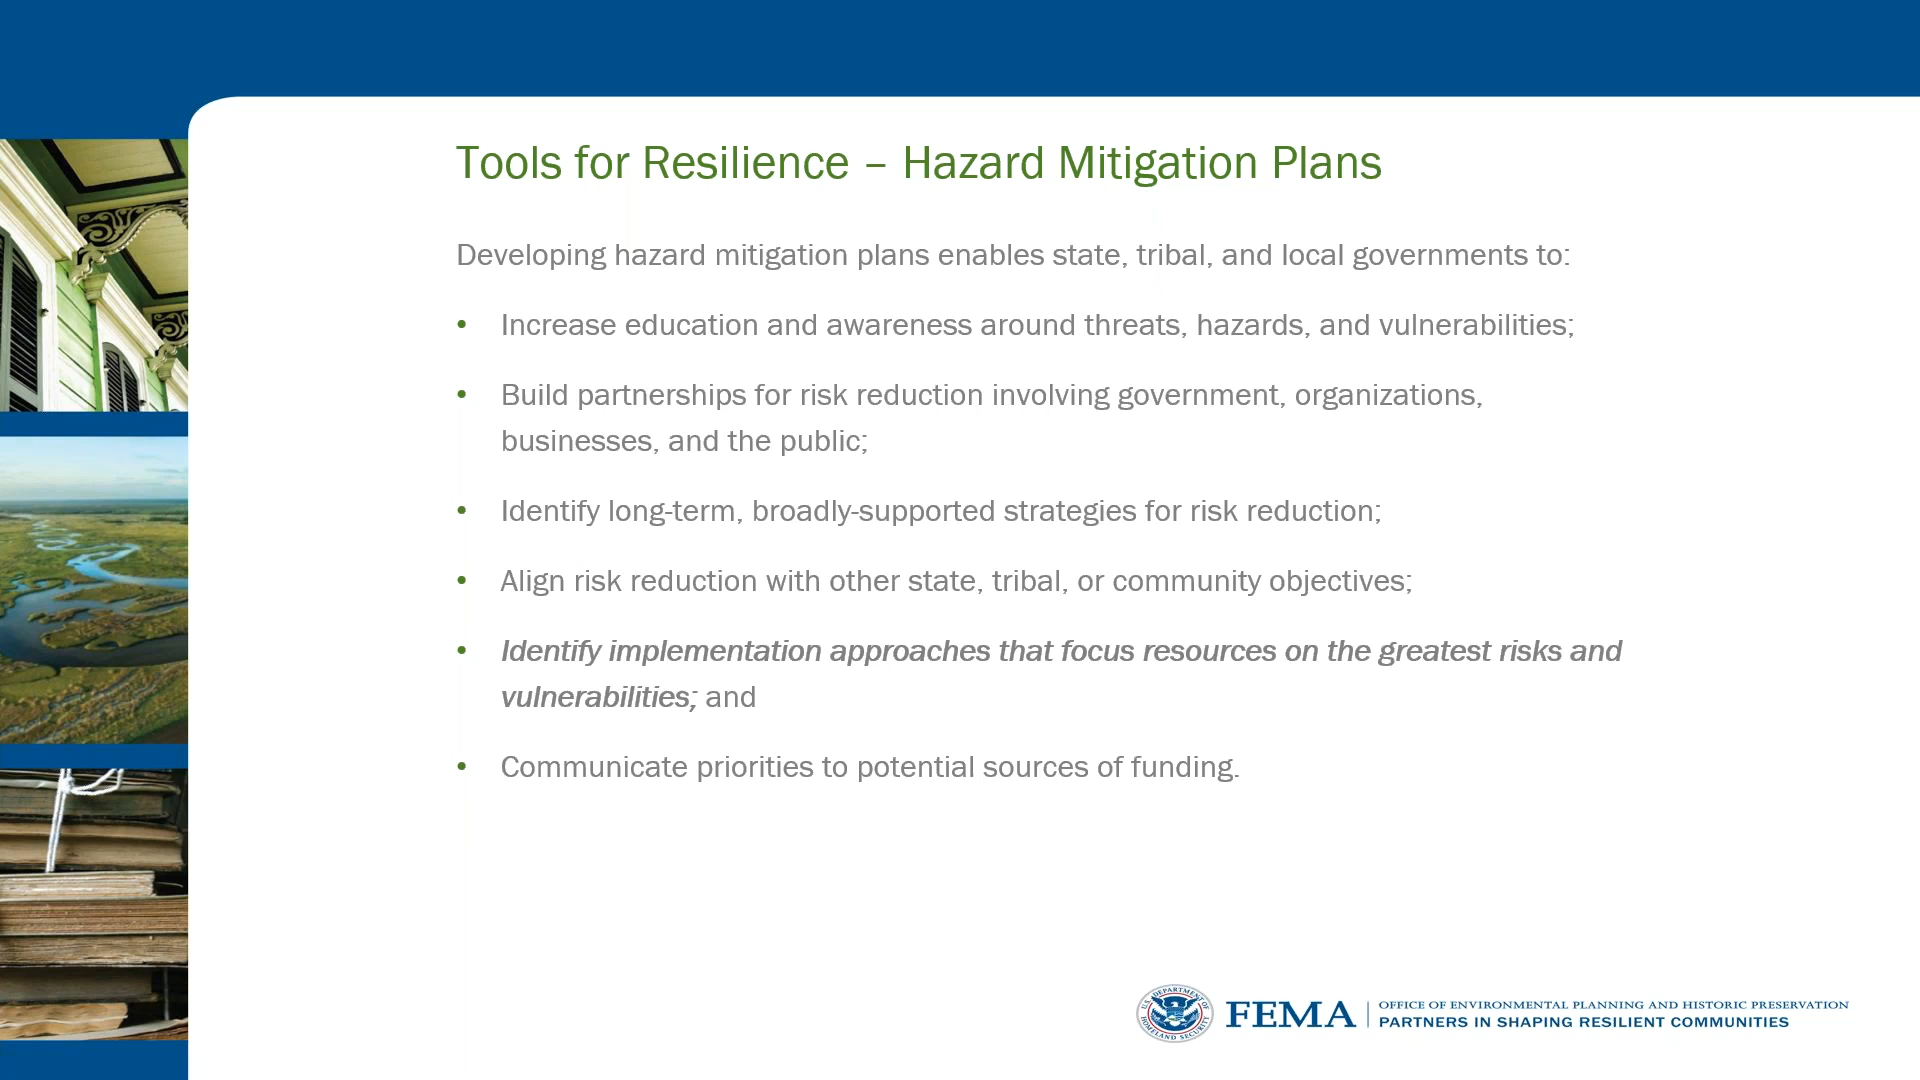 Tools for Resilience – Hazard Mitigation Plans
Developing hazard mitigation plans enables state, tribal, and local governments to:
• Increase education and awareness around threats, hazards, and vulnerabilities;
• Build partnerships for risk reduction involving government, organizations,
businesses, and the public;
• Identify long-term, broadly-supported strategies for risk reduction;
• Align risk reduction with other state, tribal, or community objectives;
• Identify implementation approaches that focus resources on the greatest risks and
vulnerabilities; and
• Communicate priorities to potential sources of funding.
U.S. DEPARTMENT OF HOMELAND SECURITY
FEMA
OFFICE OF ENVIRONMENTAL PLANNING AND HISTORIC PRESERVATION
PARTNERS IN SHAPING RESILIENT COMMUNITIES